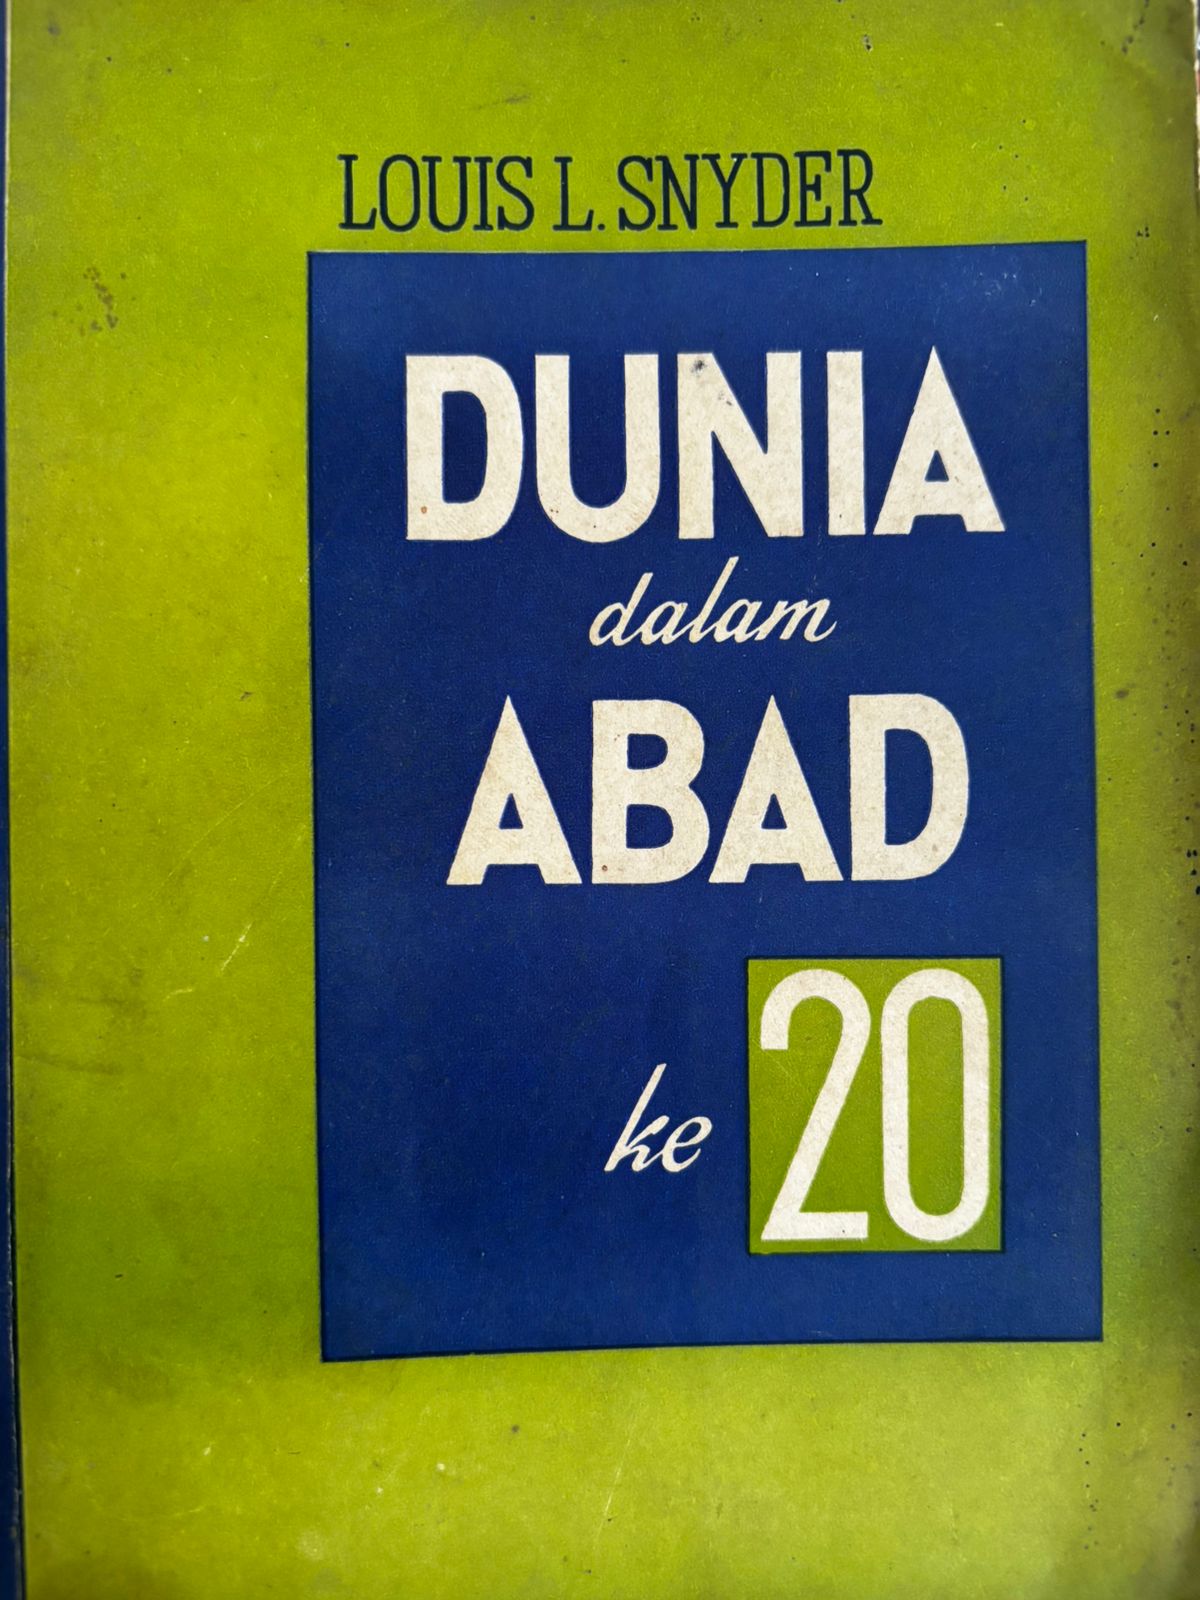 LOUIS L. SNYDER
DUNIA
dalam
ABAD
ke 20